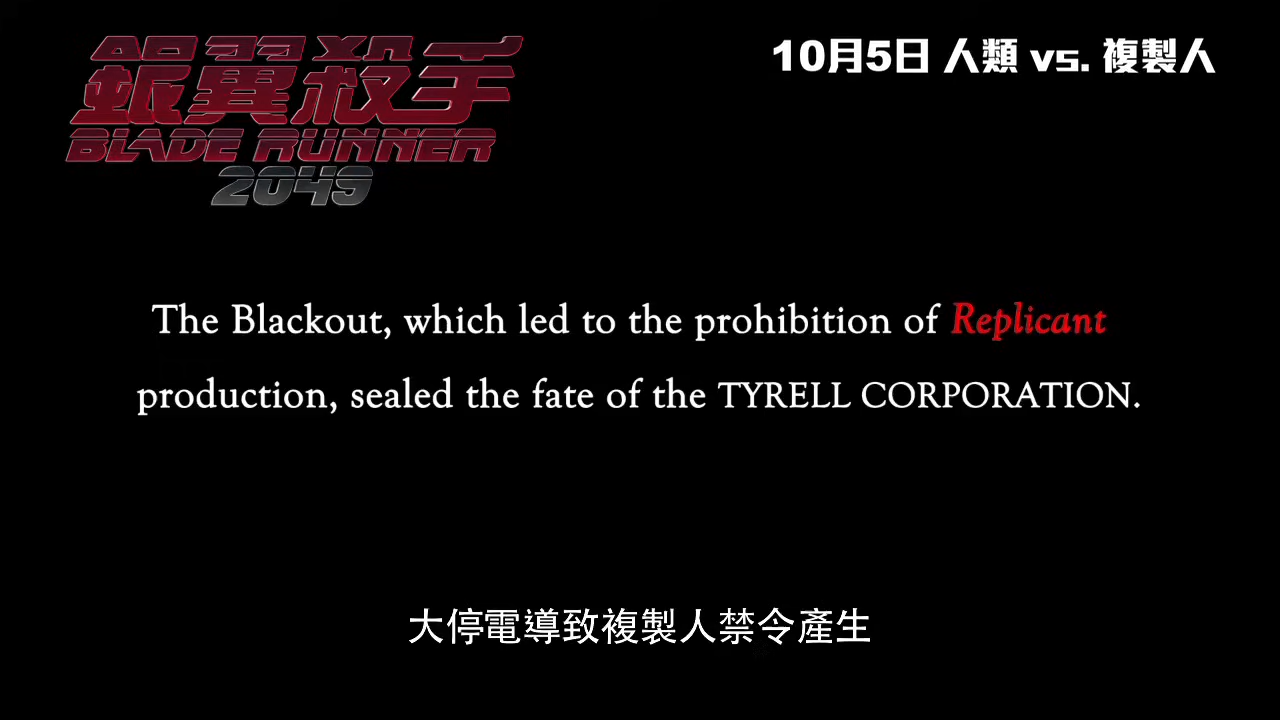 銀翼殺手
BLADE RUNNER
2049
10月5日 人類 vs. 複製人
The Blackout, which led to the prohibition of Replicant
production, sealed the fate of the TYRELL CORPORATION.
大停電導致複製人禁令產生